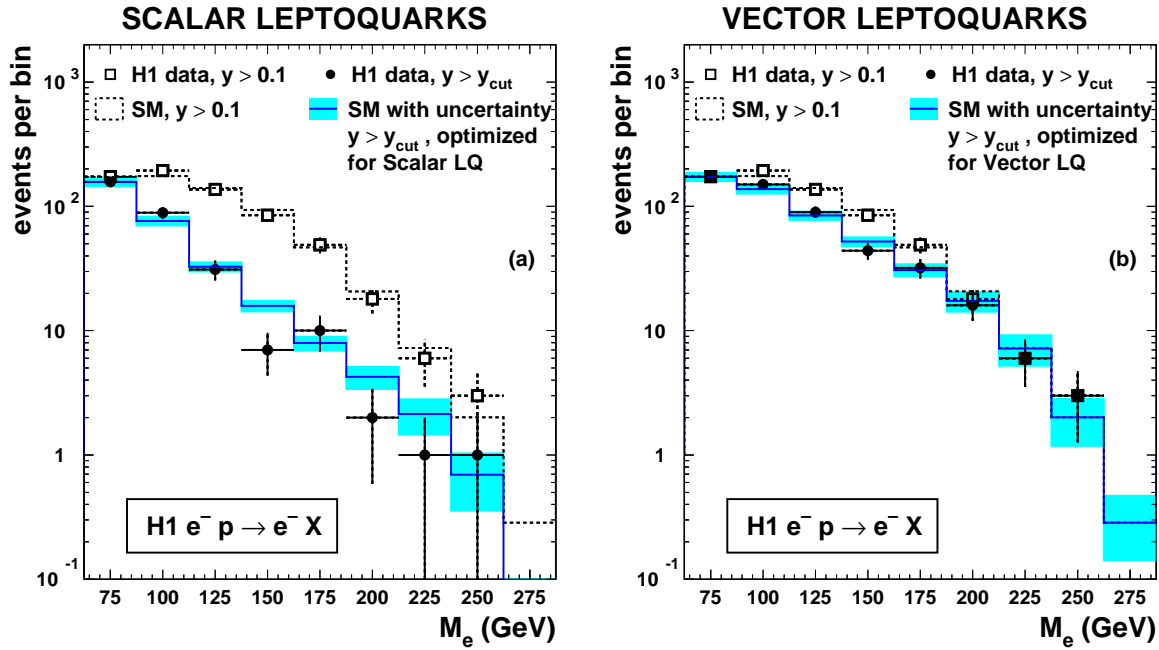 SCALAR LEPTOQUARKS
events per bin
10^3
10^2
10
1
10^-1
H1 data, y > 0.1
H1 data, y > y_cut
SM, y > 0.1
SM with uncertainty
y > y_cut , optimized
for Scalar LQ
(a)
H1 e^– p → e^– X
75 100 125 150 175 200 225 250 275
M_e (GeV)
VECTOR LEPTOQUARKS
events per bin
10^3
10^2
10
1
10^-1
H1 data, y > 0.1
H1 data, y > y_cut
SM, y > 0.1
SM with uncertainty
y > y_cut , optimized
for Vector LQ
(b)
H1 e^– p → e^– X
75 100 125 150 175 200 225 250 275
M_e (GeV)